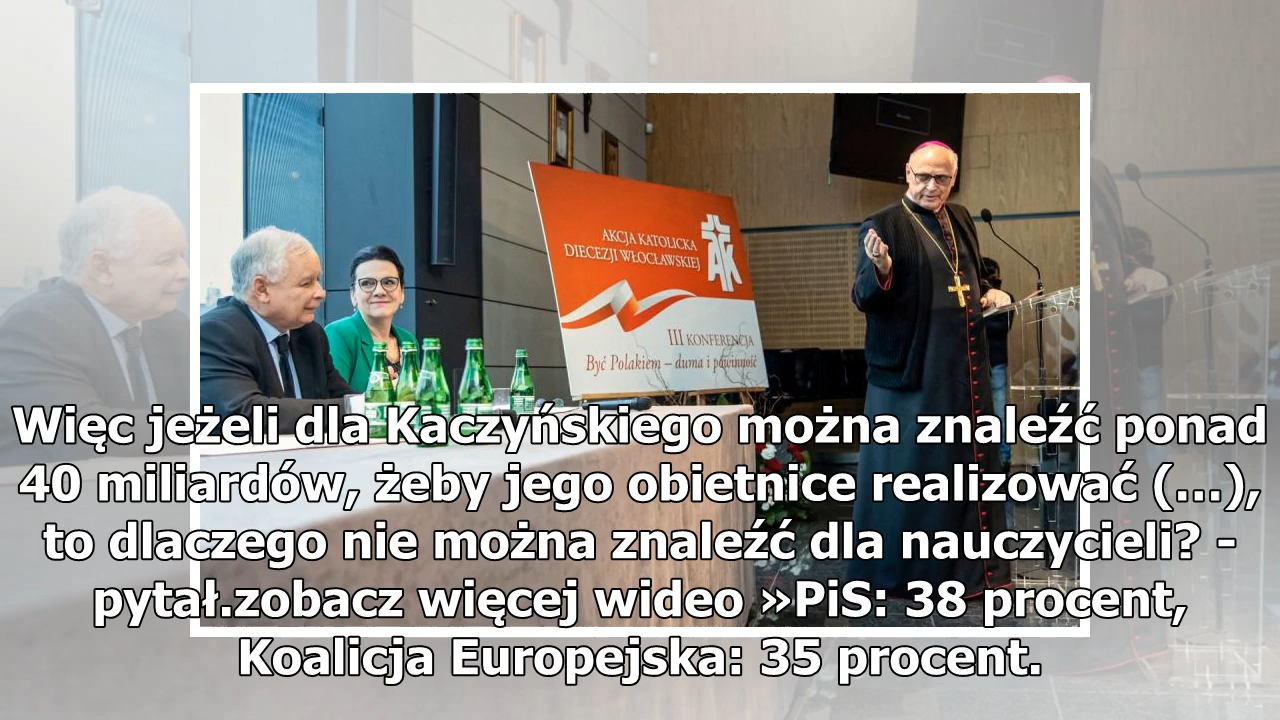 AKCJA KATOLICKA
DIECEZJI WŁOCŁAWSKIEJ
AK
III KONFERENCJA
Być Polakiem – duma i powinność
Więc jeżeli dla Kaczyńskiego można znaleźć ponad
40 miliardów, żeby jego obietnice realizować (...),
to dlaczego nie można znaleźć dla nauczycieli? -
pytał.zobacz więcej wideo »PiS: 38 procent,
Koalicja Europejska: 35 procent.